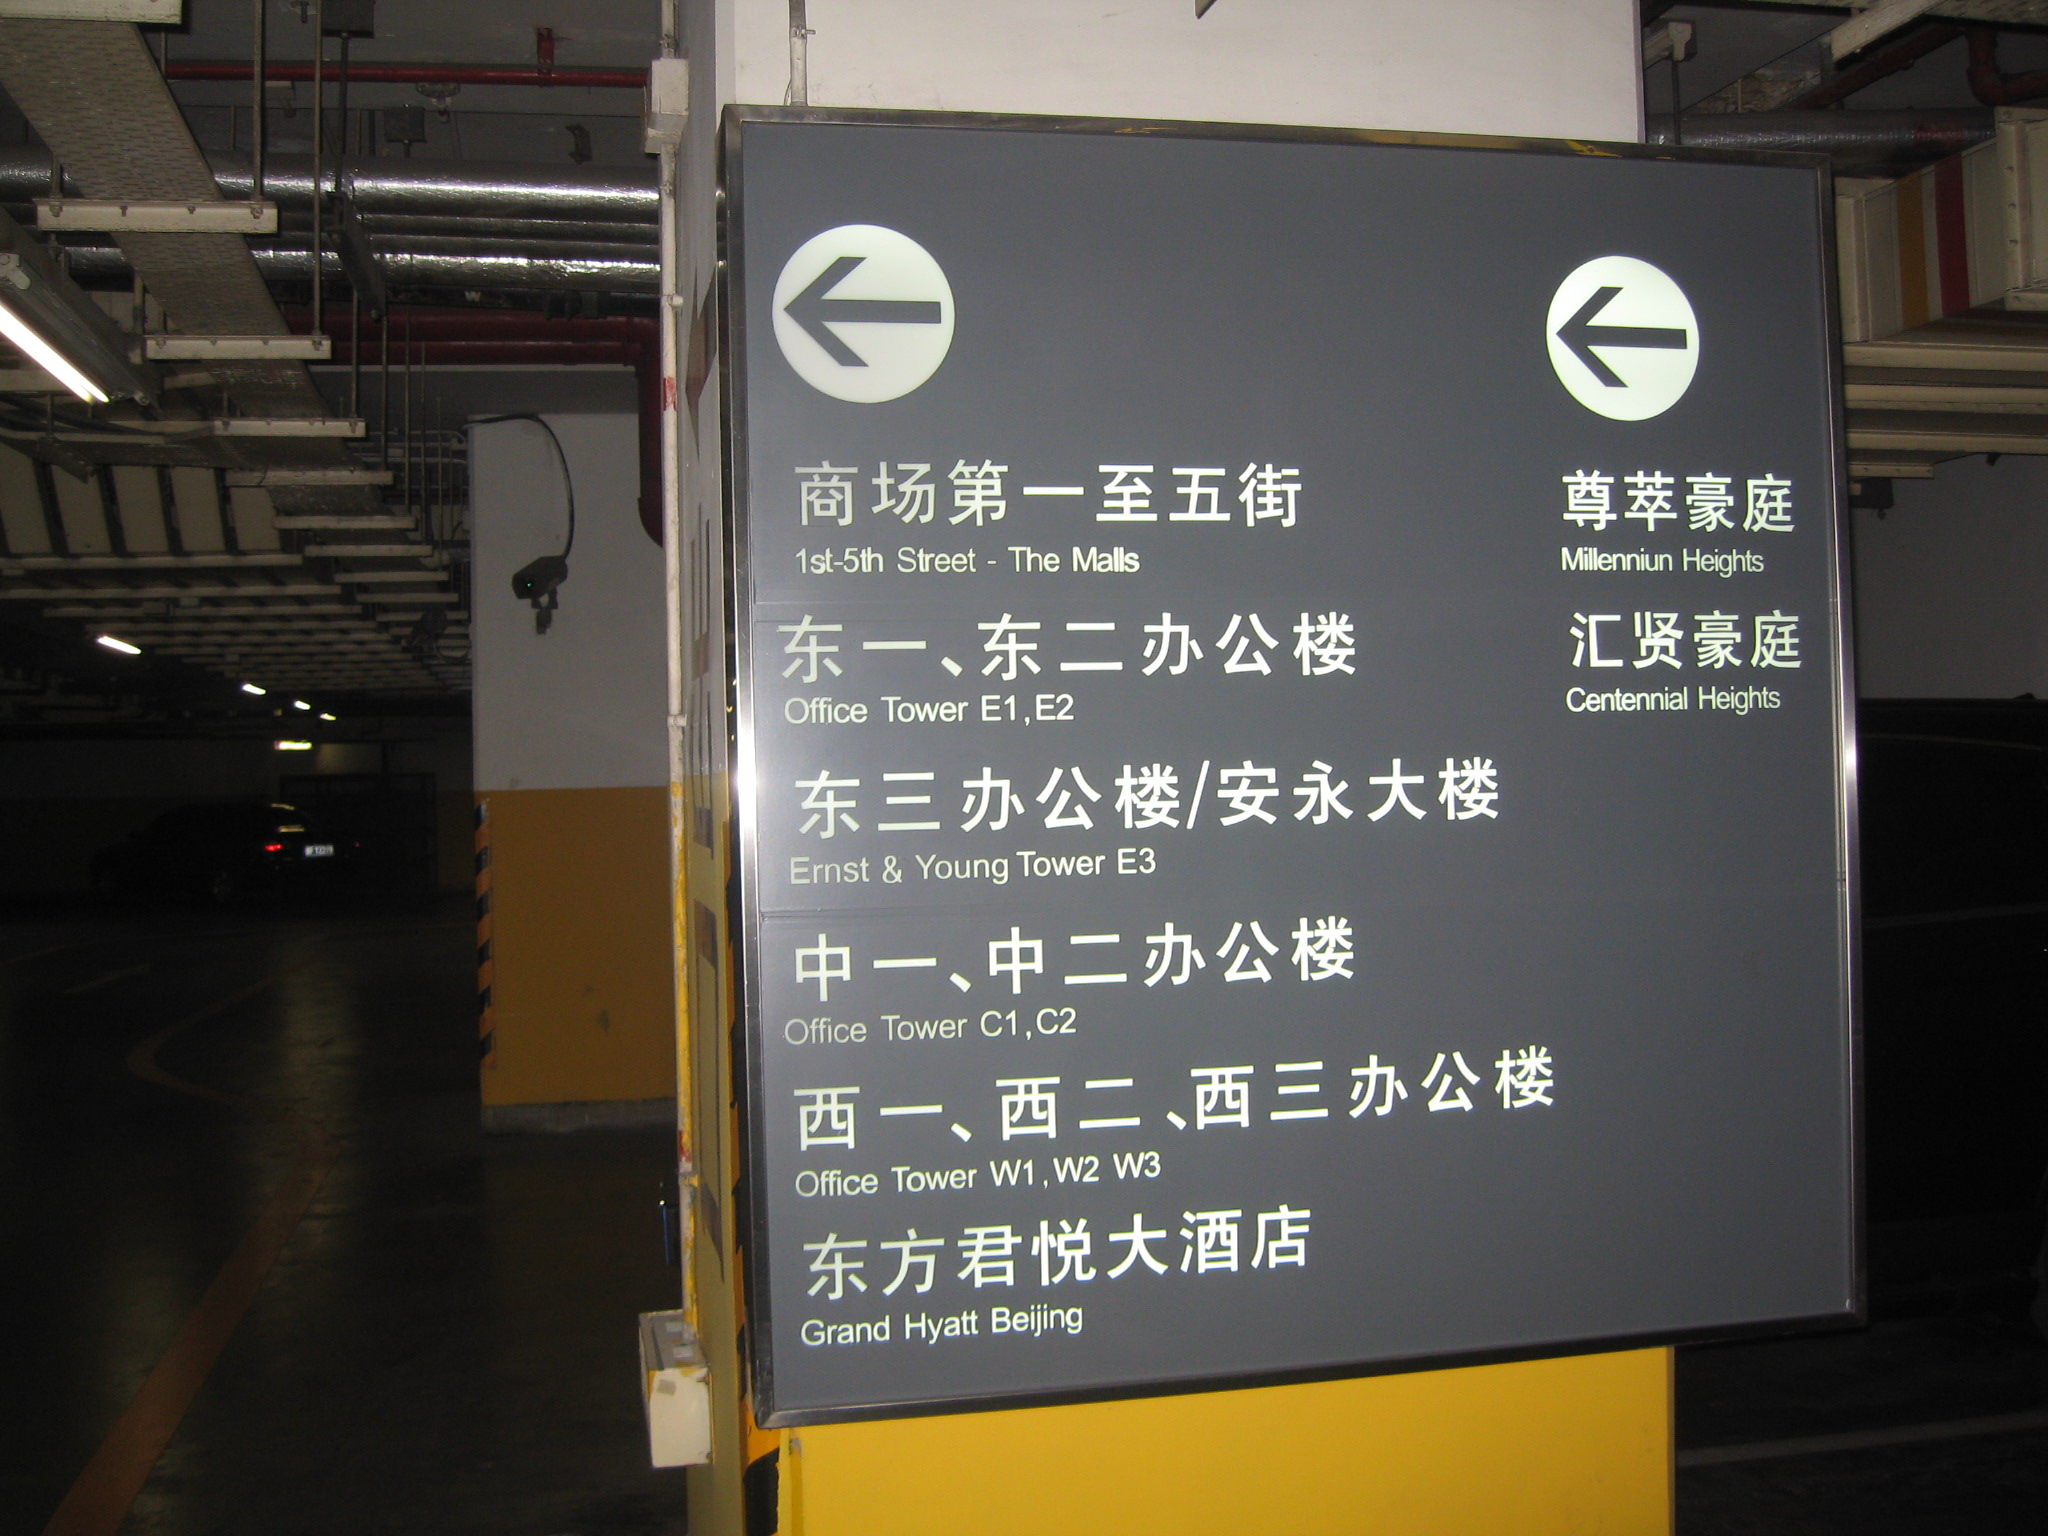 商场第一至五街
1st-5th Street - The Malls
东一、东二办公楼
Office Tower E1,E2
东三办公楼/安永大楼
Ernst & Young Tower E3
中一、中二办公楼
Office Tower C1,C2
西一、西二、西三办公楼
Office Tower W1,W2 W3
东方君悦大酒店
Grand Hyatt Beijing
尊萃豪庭
Millenniun Heights
汇贤豪庭
Centennial Heights